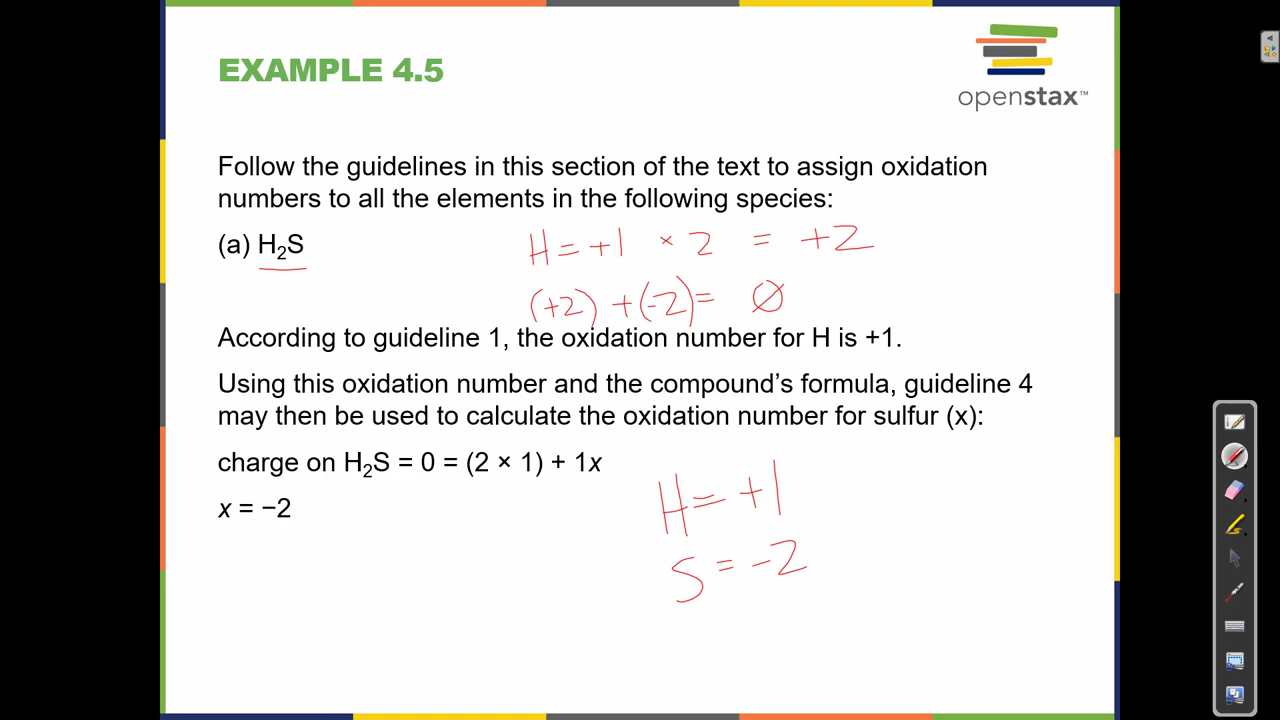 EXAMPLE 4.5
openstax™
Follow the guidelines in this section of the text to assign oxidation
numbers to all the elements in the following species:
(a) H₂S
H = +1 × 2 = +2
(+2) + (-2) = ∅
According to guideline 1, the oxidation number for H is +1.
Using this oxidation number and the compound’s formula, guideline 4
may then be used to calculate the oxidation number for sulfur (x):
charge on H₂S = 0 = (2 × 1) + 1x
x = −2
H = +1
S = -2